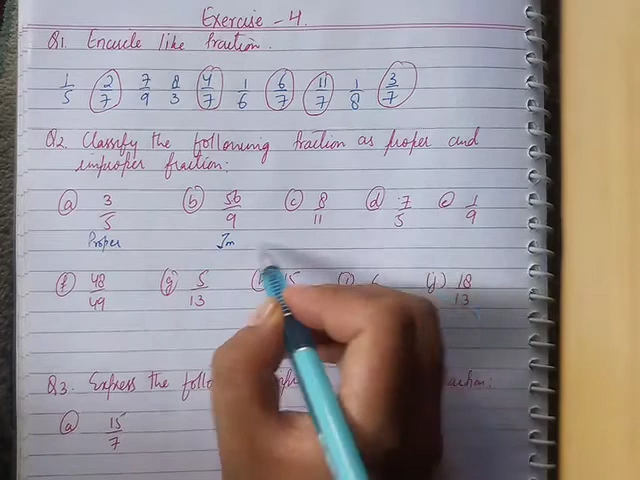 Exercise - 4.
Q1. Encircle like fraction.
1/5 2/7 7/9 8/3 4/7 1/6 6/7 11/7 1/8 3/7
Q2. Classify the following fraction as proper and
improper fraction:
(a) 3/5 (b) 56/9 (c) 8/11 (d) 7/5 (e) 1/9
Proper Im
(f) 48/49 (g) 5/13 15 6 (j) 18/13
Q3. Express the
(a) 15/7